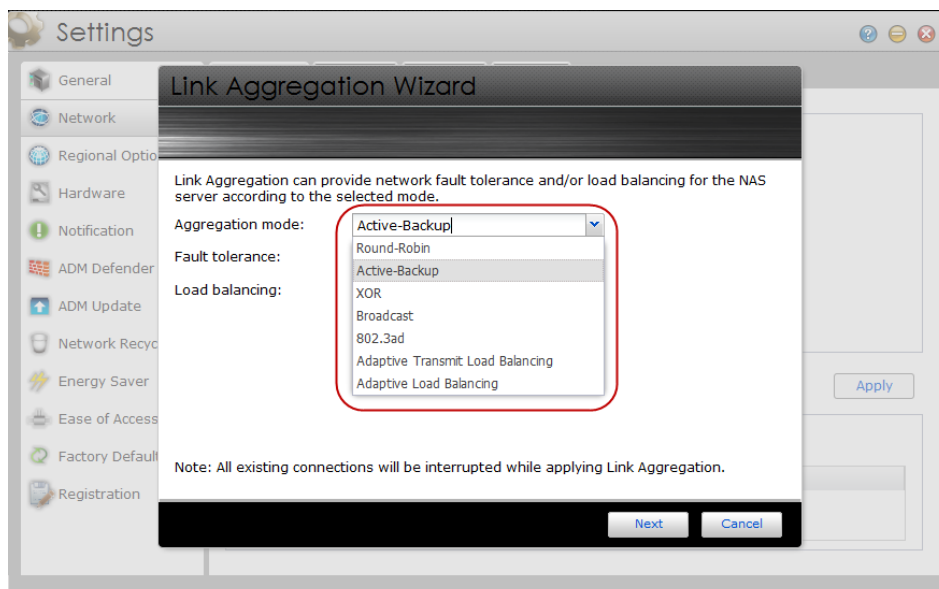 Settings
General
Network
Regional Optio
Hardware
Notification
ADM Defender
ADM Update
Network Recyc
Energy Saver
Ease of Access
Factory Default
Registration
Link Aggregation Wizard
Link Aggregation can provide network fault tolerance and/or load balancing for the NAS
server according to the selected mode.
Aggregation mode: Active-Backup
Fault tolerance:
Load balancing:
Round-Robin
Active-Backup
XOR
Broadcast
802.3ad
Adaptive Transmit Load Balancing
Adaptive Load Balancing
Note: All existing connections will be interrupted while applying Link Aggregation.
Next Cancel
Apply